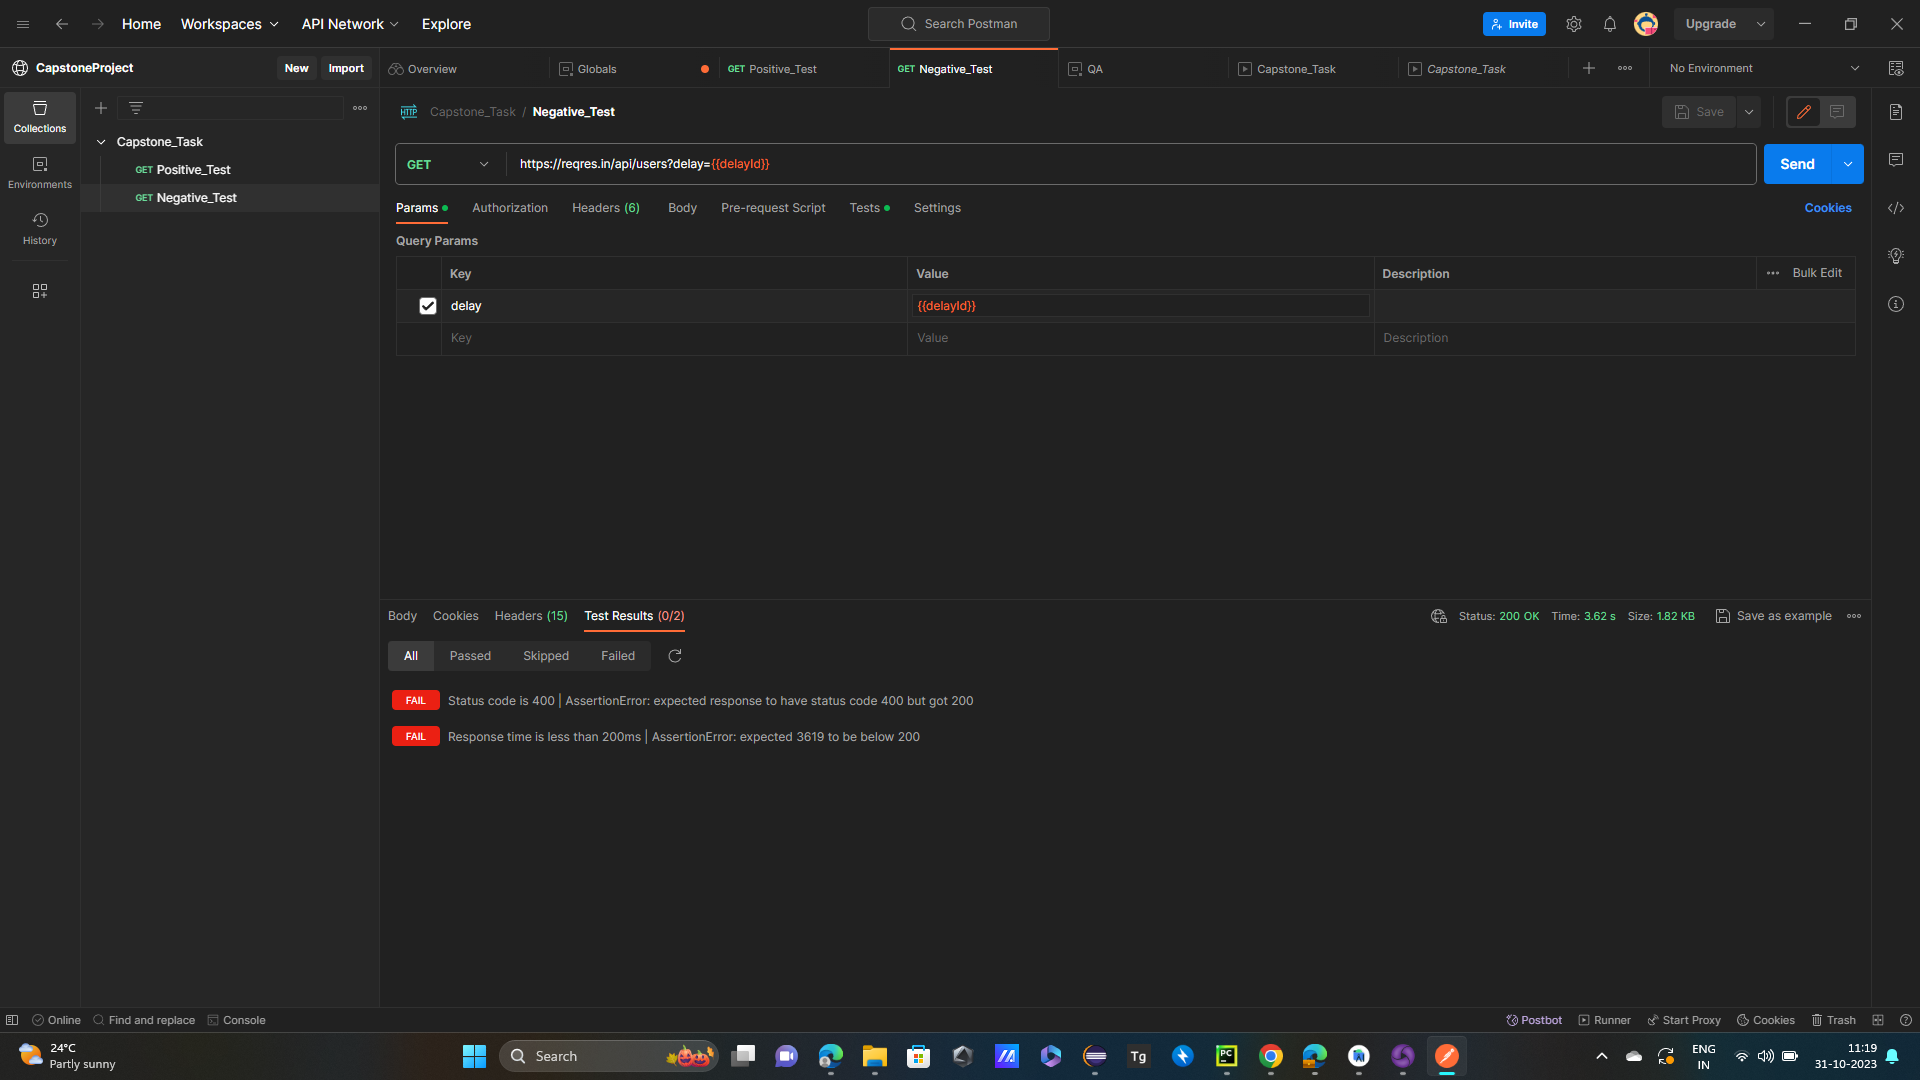 Home
Workspaces
API Network
Explore
Search Postman
Invite
Upgrade
CapstoneProject
New
Import
Overview
Globals
GET Positive_Test
GET Negative_Test
QA
Capstone_Task
Capstone_Task
No Environment
Collections
Environments
History
Capstone_Task
GET Positive_Test
GET Negative_Test
HTTP
Capstone_Task / Negative_Test
Save
GET
https://reqres.in/api/users?delay={{delayId}}
Send
Params
Authorization
Headers (6)
Body
Pre-request Script
Tests
Settings
Cookies
Query Params
Key
Value
Description
Bulk Edit
delay
{{delayId}}
Key
Value
Description
Body
Cookies
Headers (15)
Test Results (0/2)
Status: 200 OK
Time: 3.62 s
Size: 1.82 KB
Save as example
All
Passed
Skipped
Failed
FAIL
Status code is 400 | AssertionError: expected response to have status code 400 but got 200
FAIL
Response time is less than 200ms | AssertionError: expected 3619 to be below 200
Online
Find and replace
Console
Postbot
Runner
Start Proxy
Cookies
Trash
24°C
Partly sunny
Search
Tg
PC
ENG
IN
11:19
31-10-2023